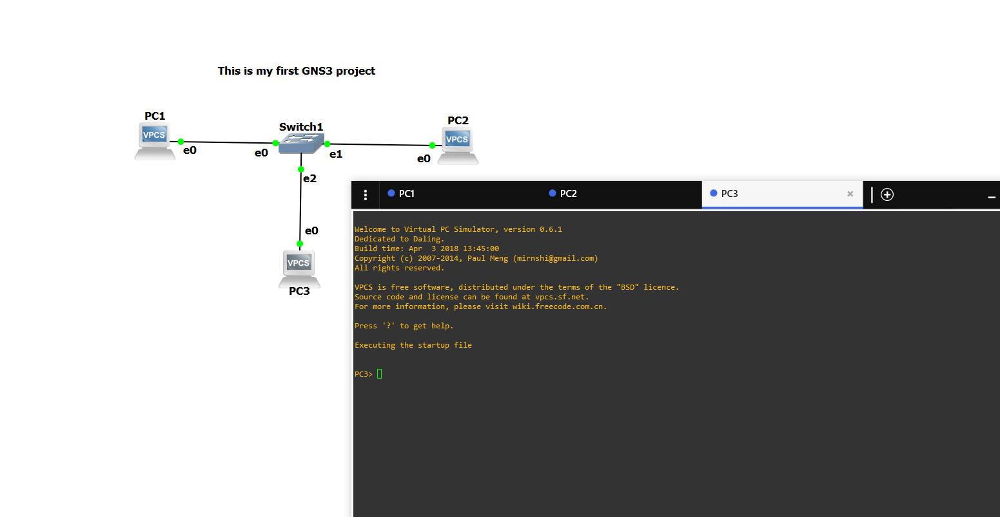 This is my first GNS3 project
PC1
VPCS
e0
e0
Switch1
e1
e0
PC2
VPCS
e2
e0
VPCS
PC3
PC1
PC2
PC3
Welcome to Virtual PC Simulator, version 0.6.1
Dedicated to Daling.
Build time: Apr  3 2018 13:45:00
Copyright (c) 2007-2014, Paul Meng (mirnshi@gmail.com)
All rights reserved.
VPCS is free software, distributed under the terms of the "BSD" licence.
Source code and license can be found at vpcs.sf.net.
For more information, please visit wiki.freecode.com.cn.
Press '?' to get help.
Executing the startup file
PC3>